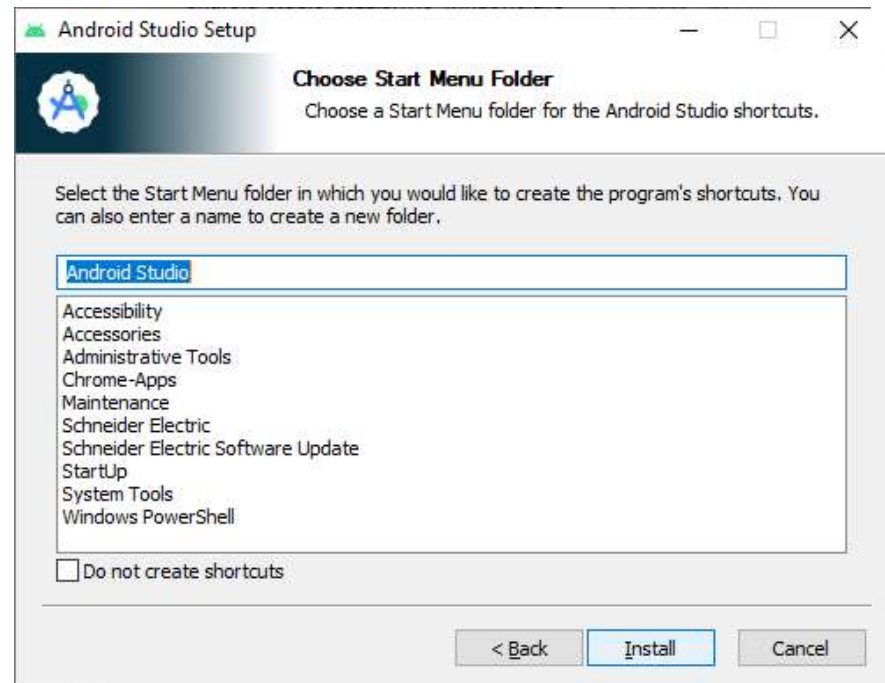 Android Studio Setup
Choose Start Menu Folder
Choose a Start Menu folder for the Android Studio shortcuts.
Select the Start Menu folder in which you would like to create the program's shortcuts. You
can also enter a name to create a new folder.
Android Studio
Accessibility
Accessories
Administrative Tools
Chrome-Apps
Maintenance
Schneider Electric
Schneider Electric Software Update
StartUp
System Tools
Windows PowerShell
Do not create shortcuts
< Back
Install
Cancel